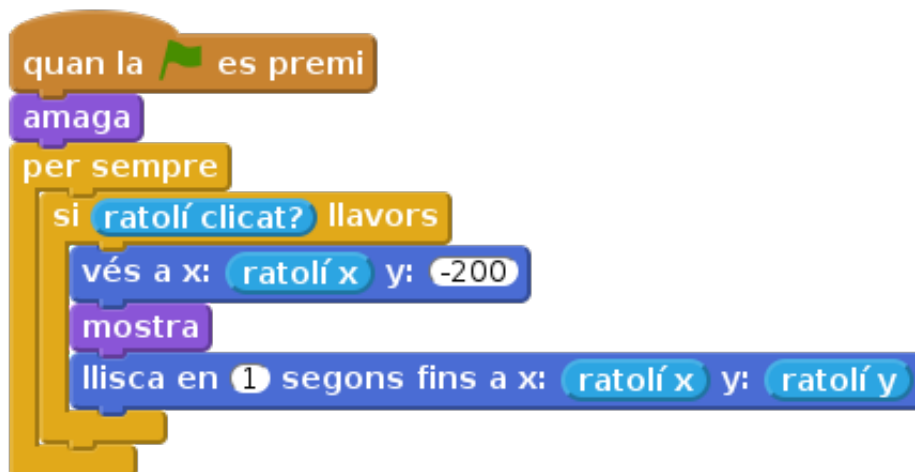 quan la es premi
amaga
per sempre
si ratolí clicat? llavors
vés a x: ratolí x y: -200
mostra
llisca en 1 segons fins a x: ratolí x y: ratolí y